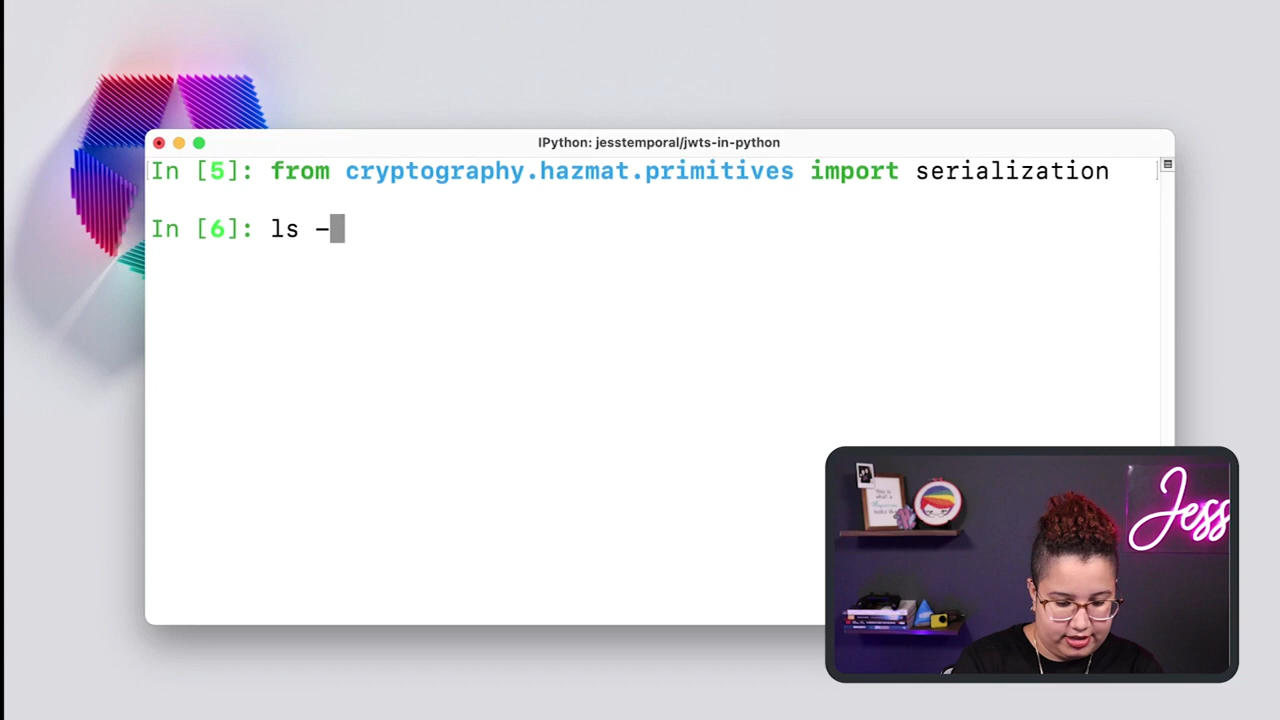 IPython: jesstemporal/jwts-in-python
In [5]: from cryptography.hazmat.primitives import serialization
In [6]: ls -
Jess